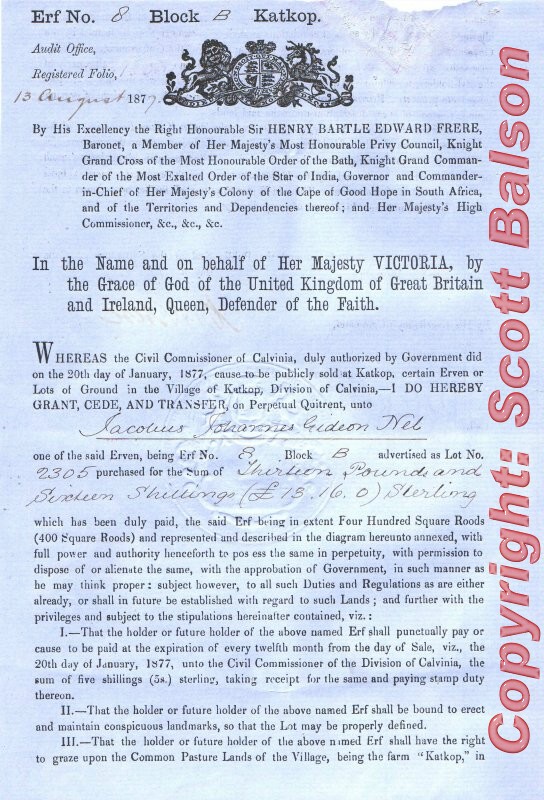 Erf No. 8 Block B Katkop.
Audit Office,
Registered Folio,
13 August 1877.
By His Excellency the Right Honourable Sir HENRY BARTLE EDWARD FRERE,
Baronet, a Member of Her Majesty's Most Honourable Privy Council, Knight
Grand Cross of the Most Honourable Order of the Bath, Knight Grand Comman-
der of the Most Exalted Order of the Star of India, Governor and Commander-
in-Chief of Her Majesty's Colony of the Cape of Good Hope in South Africa,
and of the Territories and Dependencies thereof; and Her Majesty's High
Commissioner, &c., &c., &c.
In the Name and on behalf of Her Majesty VICTORIA, by
the Grace of God of the United Kingdom of Great Britain
and Ireland, Queen, Defender of the Faith.
WHEREAS the Civil Commissioner of Calvinia, duly authorized by Government did
on the 20th day of January, 1877, cause to be publicly sold at Katkop, certain Erven or
Lots of Ground in the Village of Katkop, Division of Calvinia,—I DO HEREBY
GRANT, CEDE, AND TRANSFER, on Perpetual Quitrent, unto
Jacobus Johannes Gideon Nel
one of the said Erven, being Erf No. 8, Block B advertised as Lot No.
2305 purchased for the Sum of Thirteen Pounds and
Sixteen Shillings (£ 13. 16. 0) Sterling
which has been duly paid, the said Erf being in extent Four Hundred Square Roods
(400 Square Roods) and represented and described in the diagram hereunto annexed, with
full power and authority henceforth to possess the same in perpetuity, with permission to
dispose of or alienate the same, with the approbation of Government, in such manner as
he may think proper: subject however, to all such Duties and Regulations as are either
already, or shall in future be established with regard to such Lands; and further with the
privileges and subject to the stipulations hereinafter contained, viz.:
I.—That the holder or future holder of the above named Erf shall punctually pay or
cause to be paid at the expiration of every twelfth month from the day of Sale, viz., the
20th day of January, 1877, unto the Civil Commissioner of the Division of Calvinia, the
sum of five shillings (5s.) sterling, taking receipt for the same and paying stamp duty
thereon.
II.—That the holder or future holder of the above named Erf shall be bound to erect
and maintain conspicuous landmarks, so that the Lot may be properly defined.
III.—That the holder or future holder of the above named Erf shall have the right
to graze upon the Common Pasture Lands of the Village, being the farm "Katkop," in
Copyright: Scott Balson